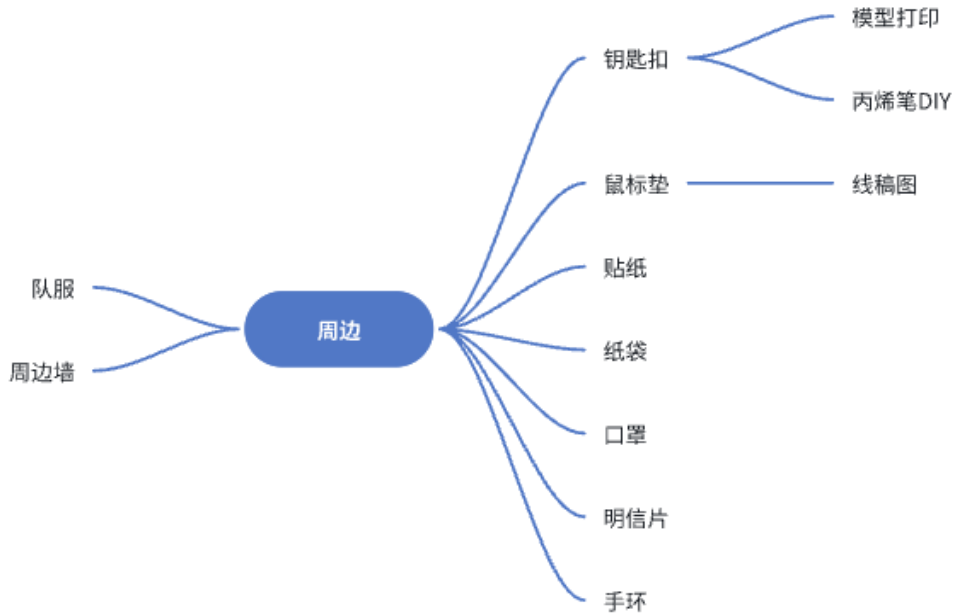 模型打印
钥匙扣
丙烯笔DIY
鼠标垫
线稿图
贴纸
队服
周边
纸袋
周边墙
口罩
明信片
手环